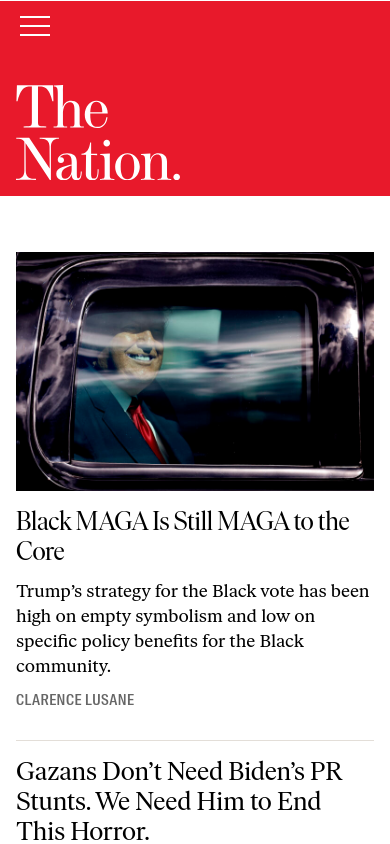 The
Nation.
Black MAGA Is Still MAGA to the
Core
Trump’s strategy for the Black vote has been
high on empty symbolism and low on
specific policy benefits for the Black
community.
CLARENCE LUSANE
Gazans Don’t Need Biden’s PR
Stunts. We Need Him to End
This Horror.